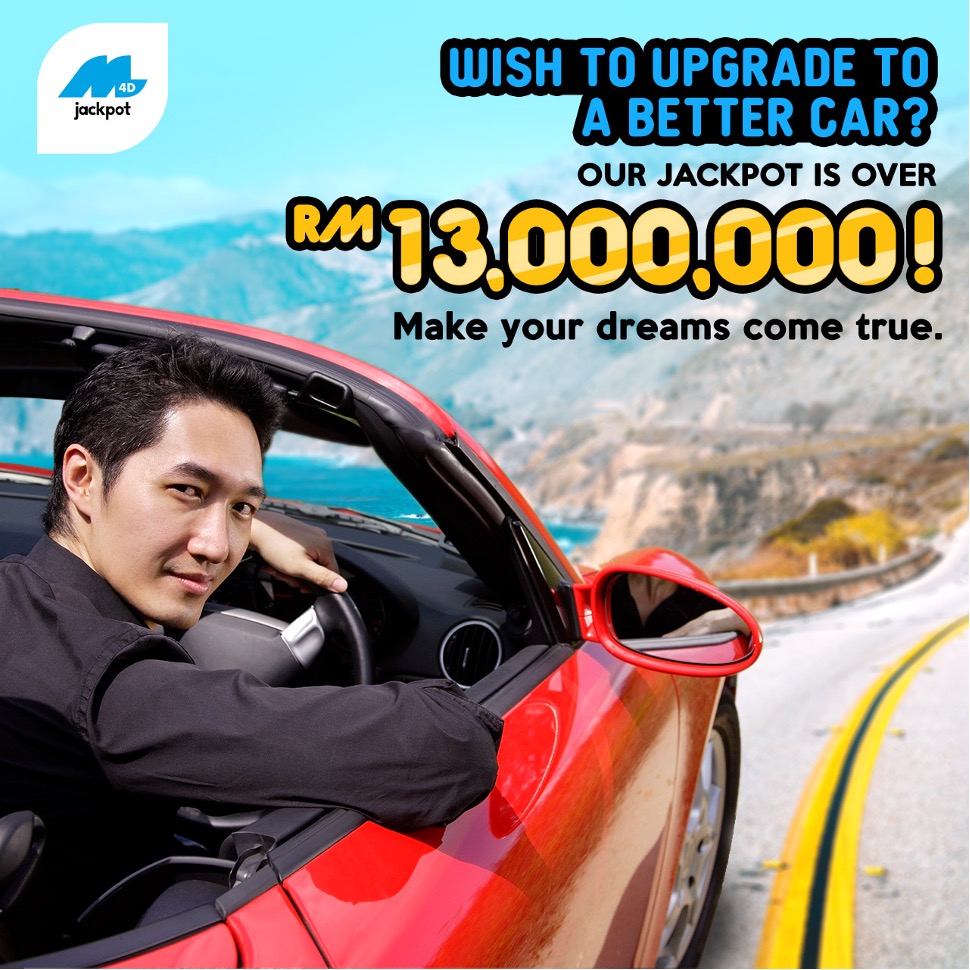 M 4D
jackpot
WISH TO UPGRADE TO
A BETTER CAR?
OUR JACKPOT IS OVER
RM 13,000,000!
Make your dreams come true.